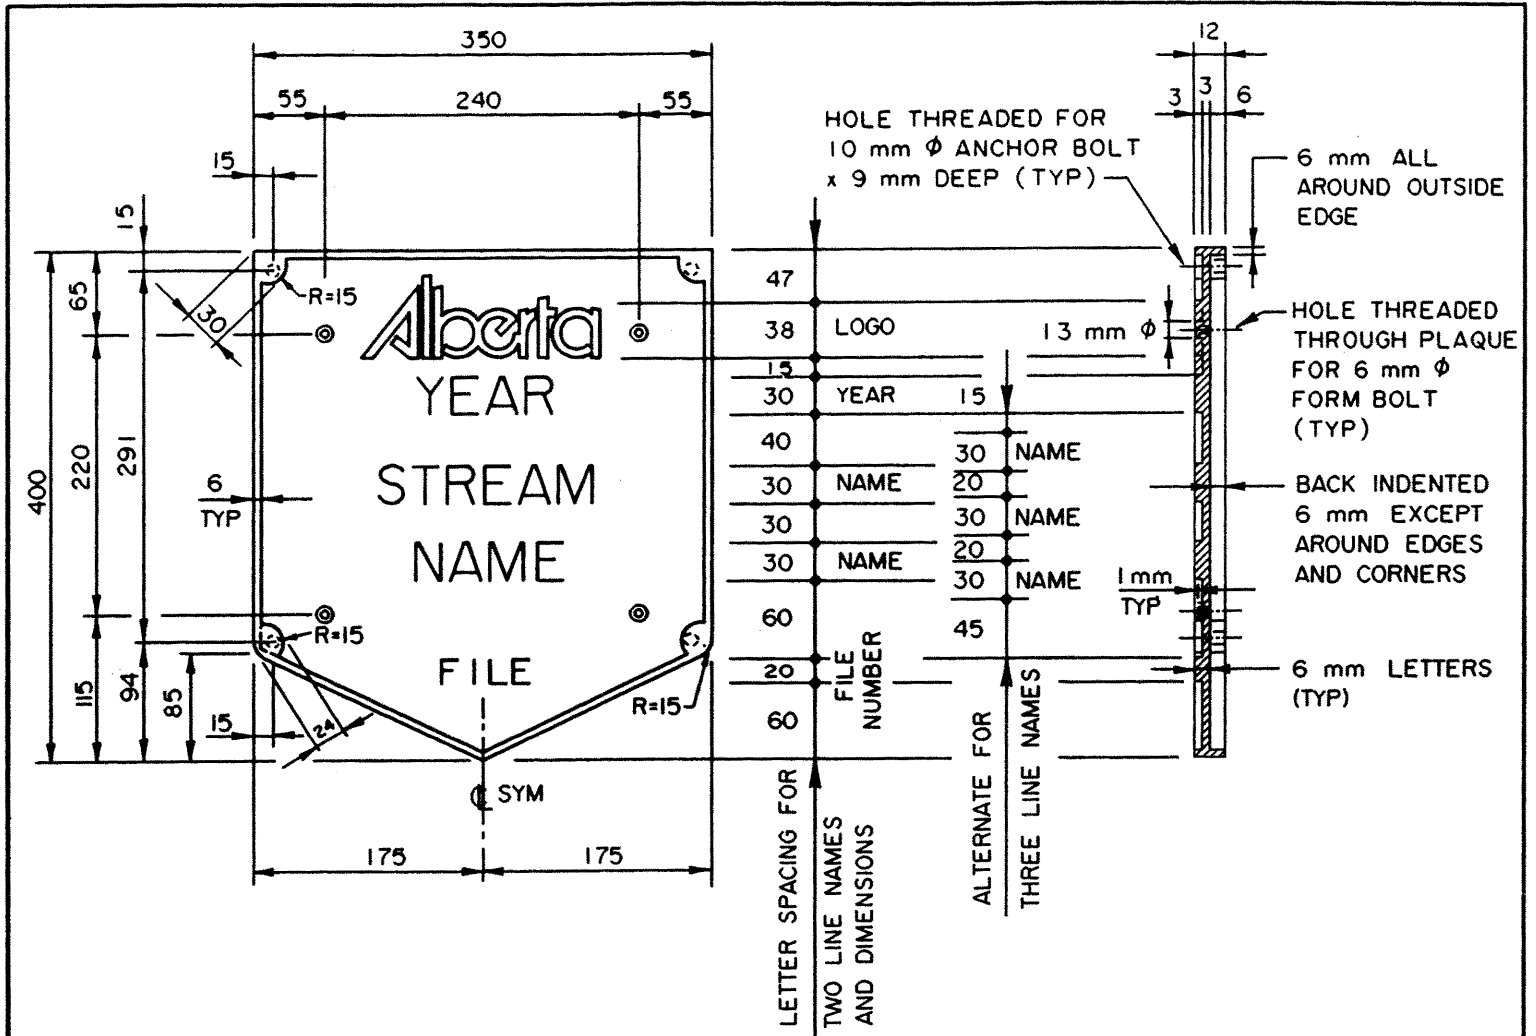 350
12
55
240
55
3
3
6
HOLE THREADED FOR
10 mm ϕ ANCHOR BOLT
x 9 mm DEEP (TYP)
6 mm ALL
AROUND OUTSIDE
EDGE
15
15
R=15
30
65
400
220
291
115
94
85
6
TYP
Alberta
YEAR
STREAM
NAME
FILE
R=15
R=15
15
24
℄ SYM
175
175
47
38
LOGO
15
30
YEAR
40
30
NAME
30
30
NAME
60
20
FILE
NUMBER
60
LETTER SPACING FOR
TWO LINE NAMES
AND DIMENSIONS
15
30
NAME
20
30
NAME
20
30
NAME
45
ALTERNATE FOR
THREE LINE NAMES
13 mm ϕ
HOLE THREADED
THROUGH PLAQUE
FOR 6 mm ϕ
FORM BOLT
(TYP)
BACK INDENTED
6 mm EXCEPT
AROUND EDGES
AND CORNERS
1 mm
TYP
6 mm LETTERS
(TYP)